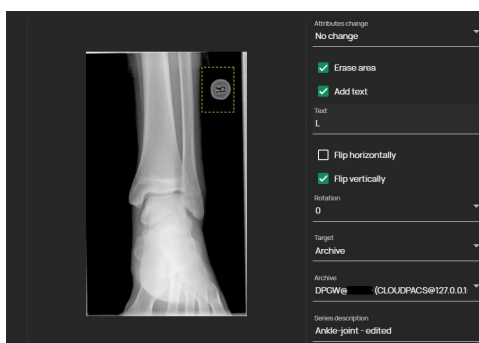 Attributes change
No change
Erase area
Add text
Text
L
Flip horizontally
Flip vertically
Rotation
0
Target
Archive
Archive
DPGW@ (CLOUDPACS@127.0.0.1:
Series description
Ankle-joint - edited